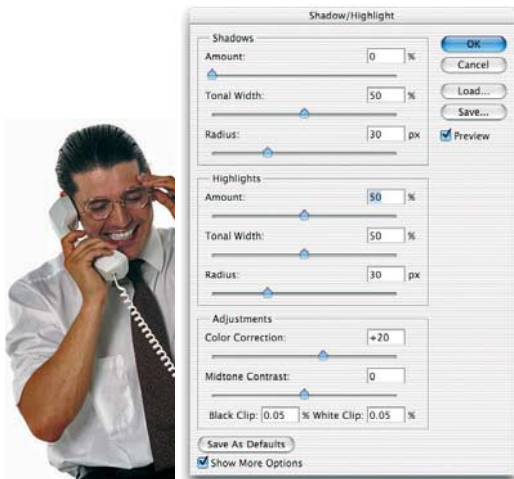 Shadow/Highlight
Shadows
Amount: 0 %
Tonal Width: 50 %
Radius: 30 px
Highlights
Amount: 50 %
Tonal Width: 50 %
Radius: 30 px
Adjustments
Color Correction: +20
Midtone Contrast: 0
Black Clip: 0.05 % White Clip: 0.05 %
Save As Defaults
Show More Options
OK
Cancel
Load...
Save...
Preview